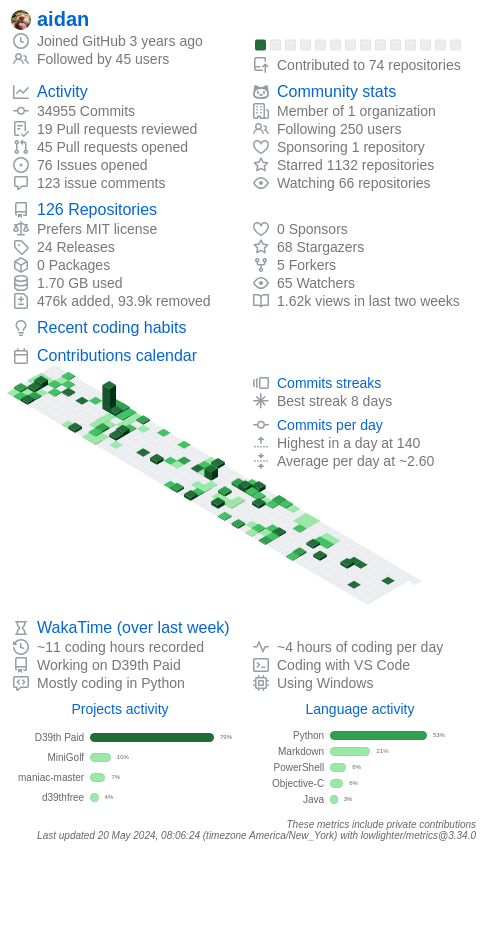 aidan
Joined GitHub 3 years ago
Followed by 45 users
Contributed to 74 repositories
Activity
34955 Commits
19 Pull requests reviewed
45 Pull requests opened
76 Issues opened
123 issue comments
Community stats
Member of 1 organization
Following 250 users
Sponsoring 1 repository
Starred 1132 repositories
Watching 66 repositories
126 Repositories
Prefers MIT license
24 Releases
0 Packages
1.70 GB used
476k added, 93.9k removed
0 Sponsors
68 Stargazers
5 Forkers
65 Watchers
1.62k views in last two weeks
Recent coding habits
Contributions calendar
Commits streaks
Best streak 8 days
Commits per day
Highest in a day at 140
Average per day at ~2.60
WakaTime (over last week)
~11 coding hours recorded
Working on D39th Paid
Mostly coding in Python
~4 hours of coding per day
Coding with VS Code
Using Windows
Projects activity
D39th Paid 79%
MiniGolf 10%
maniac-master 7%
d39thfree 4%
Language activity
Python 53%
Markdown 21%
PowerShell 8%
Objective-C 6%
Java 3%
These metrics include private contributions
Last updated 20 May 2024, 08:06:24 (timezone America/New_York) with lowlighter/metrics@3.34.0